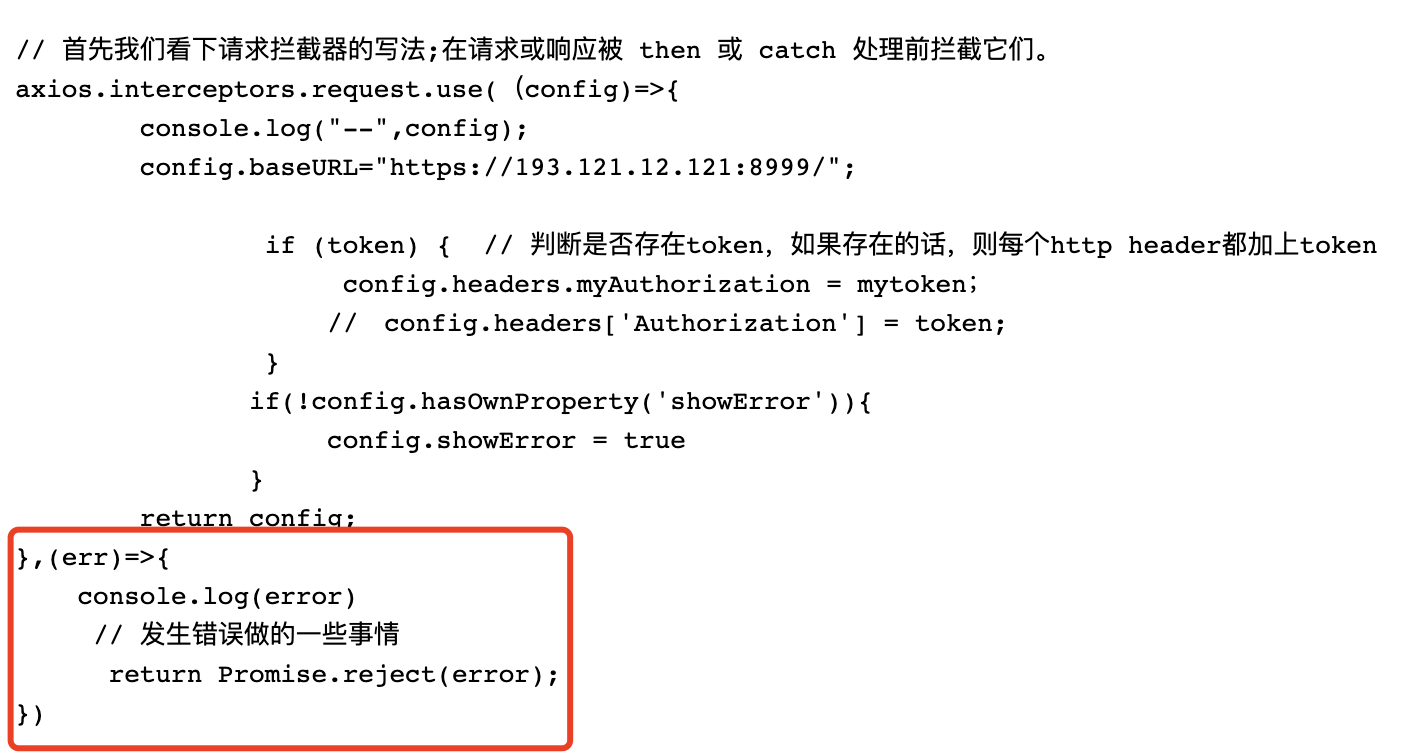 // 首先我们看下请求拦截器的写法;在请求或响应被 then 或 catch 处理前拦截它们。
axios.interceptors.request.use(（config)=>{
console.log("--",config);
config.baseURL="https://193.121.12.121:8999/";
if (token) {  // 判断是否存在token，如果存在的话，则每个http header都加上token
config.headers.myAuthorization = mytoken；
//  config.headers['Authorization'] = token;
}
if(!config.hasOwnProperty('showError')){
config.showError = true
}
return config;
},(err)=>{
console.log(error)
// 发生错误做的一些事情
return Promise.reject(error);
})